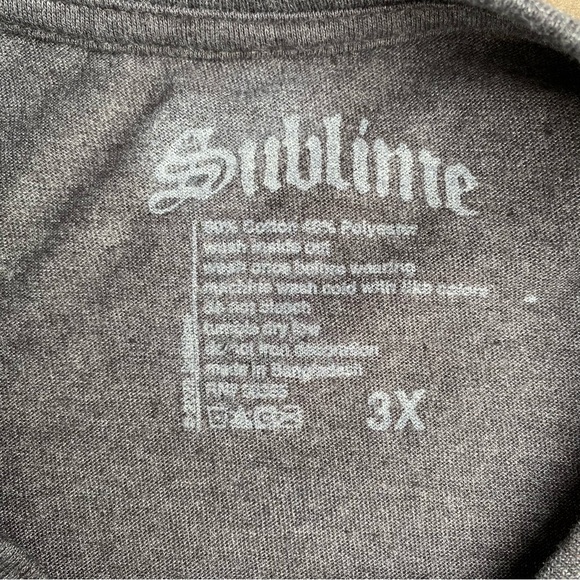 Sublime
60% Cotton 40% Polyester
wash inside out
wash once before wearing
machine wash cold with like colors
do not bleach
tumble dry low
do not iron decoration
made in Bangladesh
3X